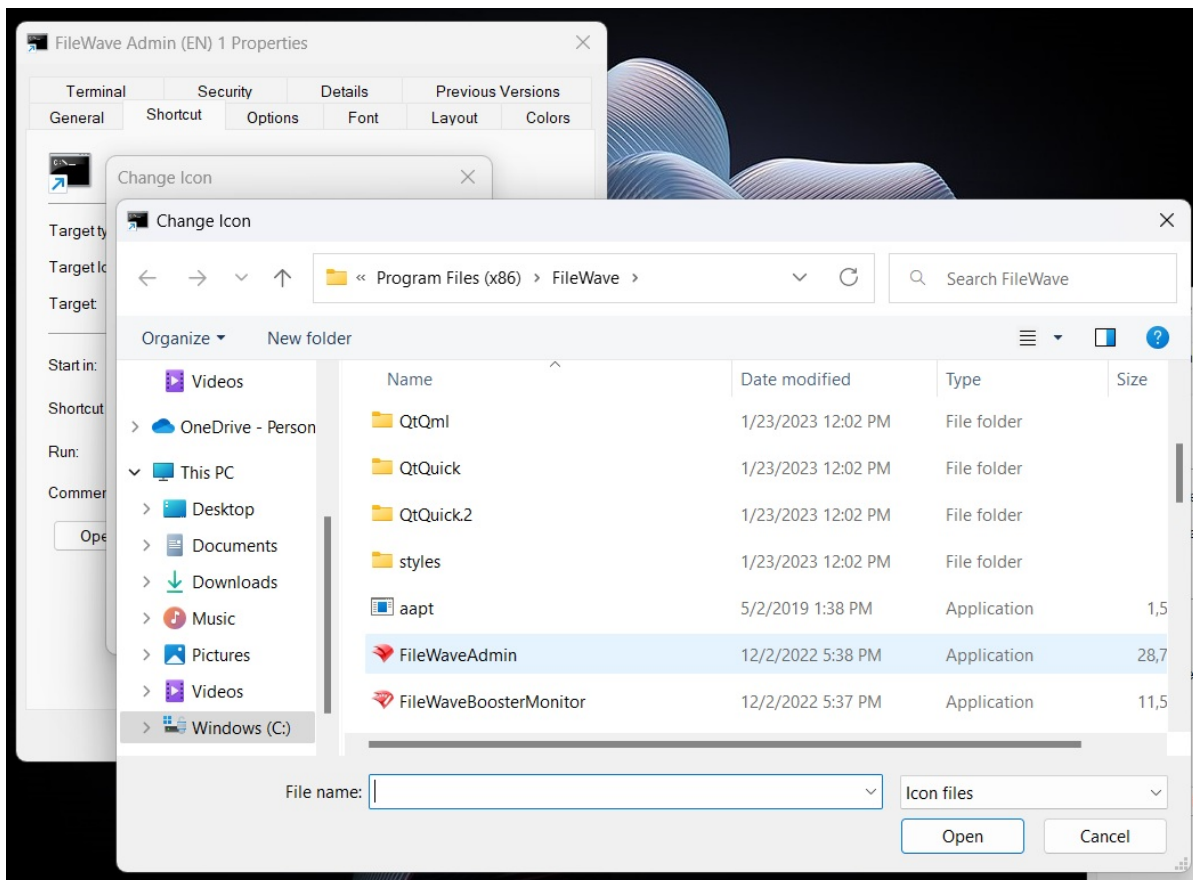 FileWave Admin (EN) 1 Properties
Terminal Security Details Previous Versions
General Shortcut Options Font Layout Colors
C:\_
Change Icon
Change Icon
Target ty
Target lo
Target:
Start in:
Shortcut
Run:
Commer
Ope
« Program Files (x86) > FileWave >
Search FileWave
Organize New folder
?
Name Date modified Type Size
Videos
OneDrive - Person
This PC
Desktop
Documents
Downloads
Music
Pictures
Videos
Windows (C:)
QtQml 1/23/2023 12:02 PM File folder
QtQuick 1/23/2023 12:02 PM File folder
QtQuick.2 1/23/2023 12:02 PM File folder
styles 1/23/2023 12:02 PM File folder
aapt 5/2/2019 1:38 PM Application 1,5
FileWaveAdmin 12/2/2022 5:38 PM Application 28,7
FileWaveBoosterMonitor 12/2/2022 5:37 PM Application 11,5
File name:
Icon files
Open Cancel